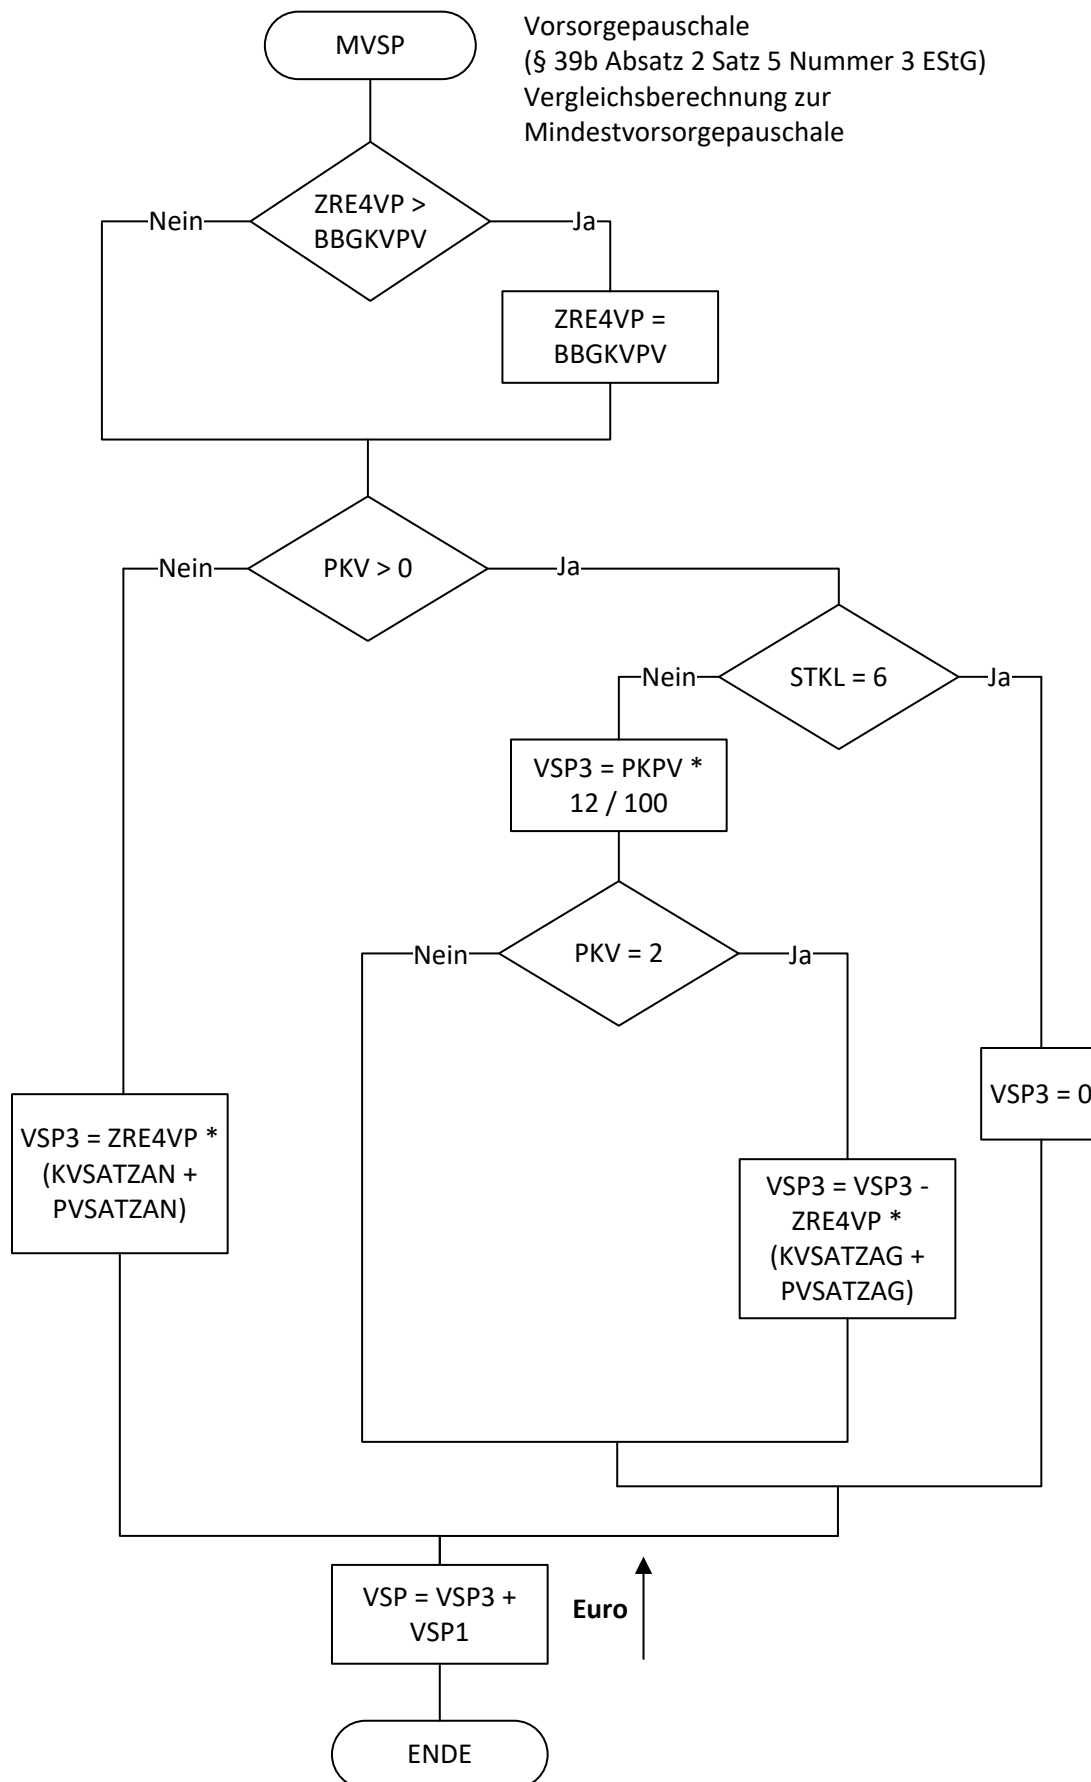 MVSP
Vorsorgepauschale
(§ 39b Absatz 2 Satz 5 Nummer 3 EStG)
Vergleichsberechnung zur
Mindestvorsorgepauschale
ZRE4VP >
BBGKVPV
Nein
Ja
ZRE4VP =
BBGKVPV
PKV > 0
Nein
Ja
STKL = 6
Nein
Ja
VSP3 = PKPV *
12 / 100
PKV = 2
Nein
Ja
VSP3 = 0
VSP3 = ZRE4VP *
(KVSATZAN +
PVSATZAN)
VSP3 = VSP3 -
ZRE4VP *
(KVSATZAG +
PVSATZAG)
VSP = VSP3 +
VSP1
Euro
ENDE